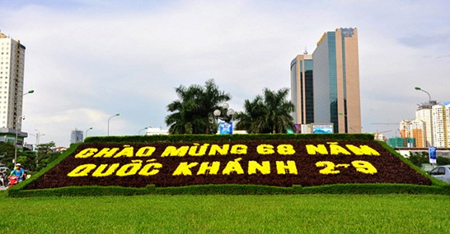 CHÀO MỪNG 68 NĂM
QUỐC KHÁNH 2-9